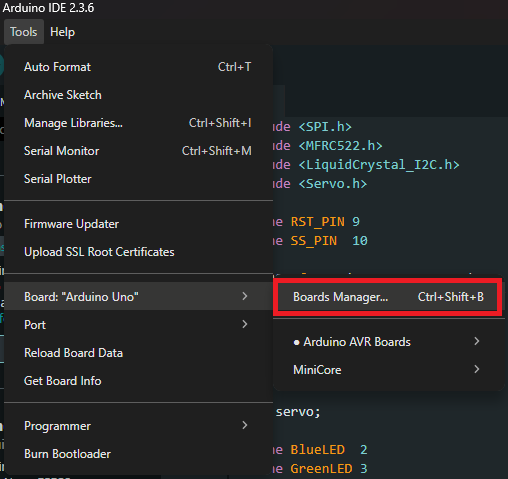 Arduino IDE 2.3.6
Tools Help
Auto Format Ctrl+T
Archive Sketch
Manage Libraries... Ctrl+Shift+I
Serial Monitor Ctrl+Shift+M
Serial Plotter
Firmware Updater
Upload SSL Root Certificates
Board: "Arduino Uno"
Port
Reload Board Data
Get Board Info
Programmer
Burn Bootloader
Boards Manager... Ctrl+Shift+B
Arduino AVR Boards
MiniCore
ude <SPI.h>
ude <MFRC522.h>
ude <LiquidCrystal_I2C.h>
ude <Servo.h>
ne RST_PIN 9
ne SS_PIN 10
servo;
ne BlueLED 2
ne GreenLED 3